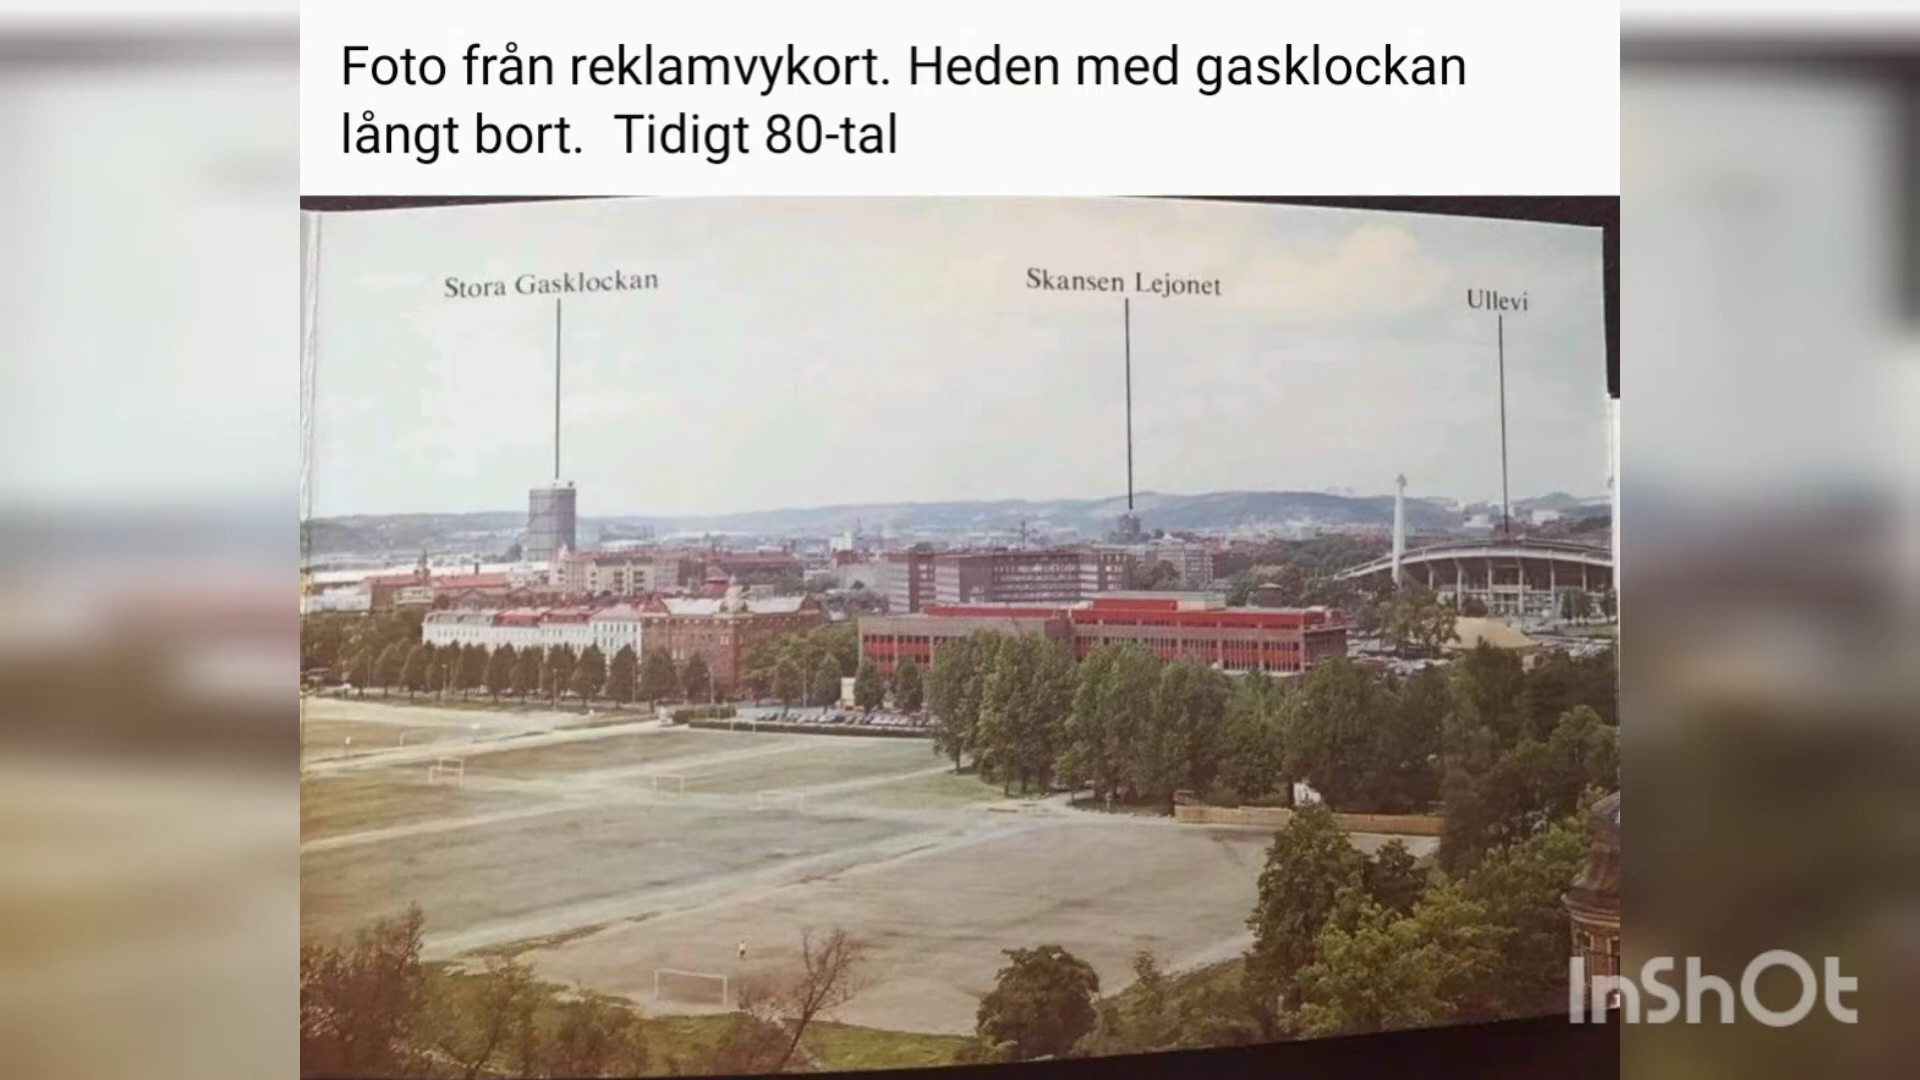 Foto från reklamvykort. Heden med gasklockan
långt bort. Tidigt 80-tal
Stora Gasklockan
Skansen Lejonet
Ullevi
InShOt